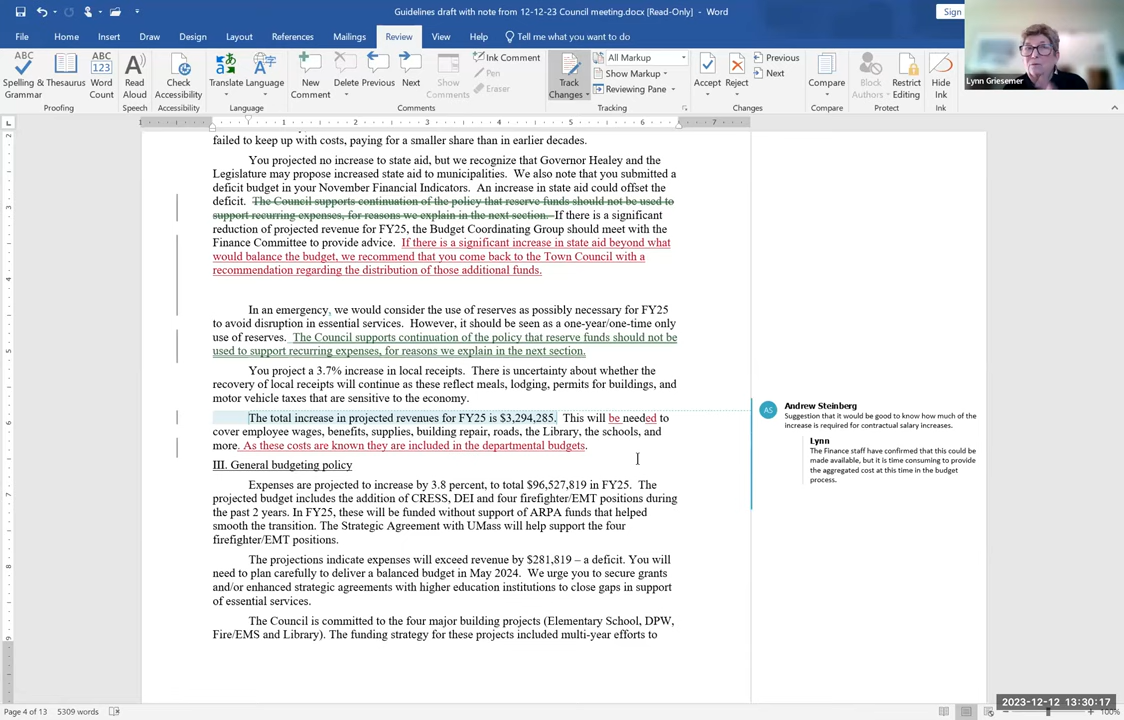 Guidelines draft with note from 12-12-23 Council meeting.docx [Read-Only] - Word
Sign
File Home Insert Draw Design Layout References Mailings Review View Help Tell me what you want to do
ABC Spelling & Grammar
Thesaurus
ABC 123 Word Count
Proofing
Read Aloud
Speech
Check Accessibility
Accessibility
Translate
Language
Language
New Comment
Delete
Previous
Next
Show Comments
Comments
Ink Comment
Pen
Eraser
Track Changes
All Markup
Show Markup
Reviewing Pane
Tracking
Accept
Reject
Previous
Next
Changes
Compare
Compare
Block Authors
Restrict Editing
Protect
Hide Ink
Ink
Lynn Griesemer
failed to keep up with costs, paying for a smaller share than in earlier decades.
You projected no increase to state aid, but we recognize that Governor Healey and the
Legislature may propose increased state aid to municipalities. We also note that you submitted a
deficit budget in your November Financial Indicators. An increase in state aid could offset the
deficit. The Council supports continuation of the policy that reserve funds should not be used to
support recurring expenses, for reasons we explain in the next section. If there is a significant
reduction of projected revenue for FY25, the Budget Coordinating Group should meet with the
Finance Committee to provide advice. If there is a significant increase in state aid beyond what
would balance the budget, we recommend that you come back to the Town Council with a
recommendation regarding the distribution of those additional funds.
In an emergency, we would consider the use of reserves as possibly necessary for FY25
to avoid disruption in essential services. However, it should be seen as a one-year/one-time only
use of reserves. The Council supports continuation of the policy that reserve funds should not be
used to support recurring expenses, for reasons we explain in the next section.
You project a 3.7% increase in local receipts. There is uncertainty about whether the
recovery of local receipts will continue as these reflect meals, lodging, permits for buildings, and
motor vehicle taxes that are sensitive to the economy.
The total increase in projected revenues for FY25 is $3,294,285. This will be needed to
cover employee wages, benefits, supplies, building repair, roads, the Library, the schools, and
more. As these costs are known they are included in the departmental budgets.
AS
Andrew Steinberg
Suggestion that it would be good to know how much of the
increase is required for contractual salary increases.
Lynn
The Finance staff have confirmed that this could be
made available, but it is time consuming to provide
the aggregated cost at this time in the budget
process.
III. General budgeting policy
Expenses are projected to increase by 3.8 percent, to total $96,527,819 in FY25. The
projected budget includes the addition of CRESS, DEI and four firefighter/EMT positions during
the past 2 years. In FY25, these will be funded without support of ARPA funds that helped
smooth the transition. The Strategic Agreement with UMass will help support the four
firefighter/EMT positions.
The projections indicate expenses will exceed revenue by $281,819 – a deficit. You will
need to plan carefully to deliver a balanced budget in May 2024. We urge you to secure grants
and/or enhanced strategic agreements with higher education institutions to close gaps in support
of essential services.
The Council is committed to the four major building projects (Elementary School, DPW,
Fire/EMS and Library). The funding strategy for these projects included multi-year efforts to
2023-12-12 13:30:17
Page 4 of 13 5309 words
100%